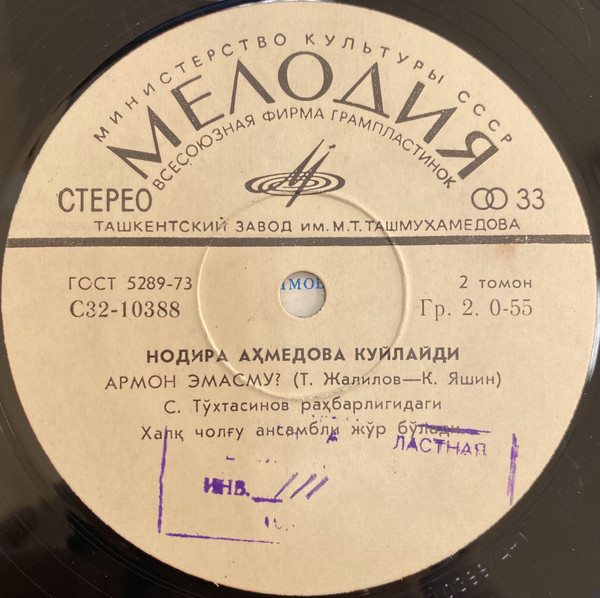 МИНИСТЕРСТВО КУЛЬТУРЫ СССР
МЕЛОДИЯ
ВСЕСОЮЗНАЯ ФИРМА ГРАМПЛАСТИНОК
СТЕРЕО
33
ТАШКЕНТСКИЙ ЗАВОД ИМ. М.Т. ТАШМУХАМЕДОВА
ГОСТ 5289-73
2 томон
С32-10388
Гр. 2. 0-55
НОДИРА АҲМЕДОВА КУЙЛАЙДИ
АРМОН ЭМАСМУ? (Т. Жалилов—К. Яшин)
С. Тўхтасинов раҳбарлигидаги
Халқ чолғу ансамбли жўр бўлади
ЛАСТНАЯ
ИНВ. III